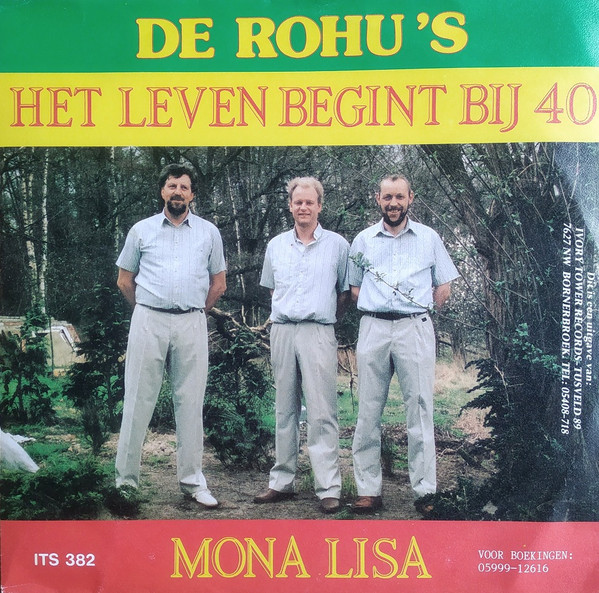 DE ROHU'S
HET LEVEN BEGINT BIJ 40
Dit is een uitgave van:
IVORY TOWER RECORDS-TUSVELD 89
7627 NW BORNERBROEK. TEL: 05408-718
ITS 382
MONA LISA
VOOR BOEKINGEN:
05999-12616